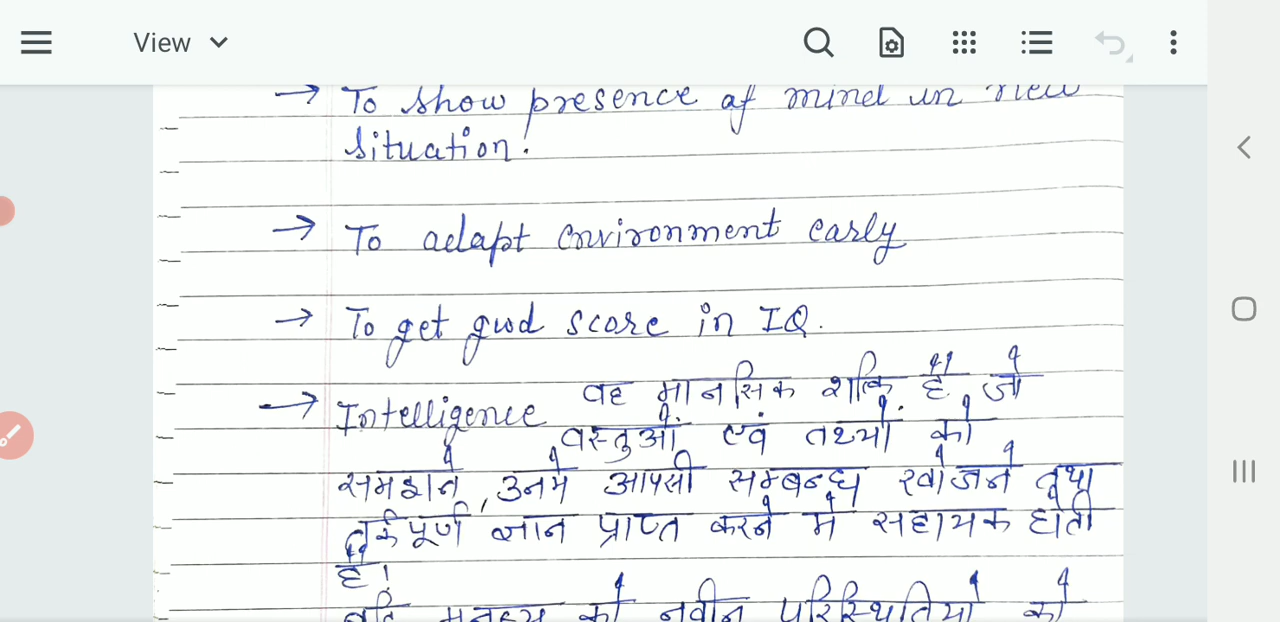 View
→ To show presence of mind in new
situation.
→ To adapt environment early
→ To get good score in IQ.
→ Intelligence वह मानसिक शक्ति है, जो
वस्तुओं एवं तथ्यों को
समझने, उनमें आपसी सम्बन्ध खोजने तथा
तर्कपूर्ण ज्ञान प्राप्त करने में सहायक होती
है।
बुद्धि मनुष्य को नवीन परिस्थितियों को